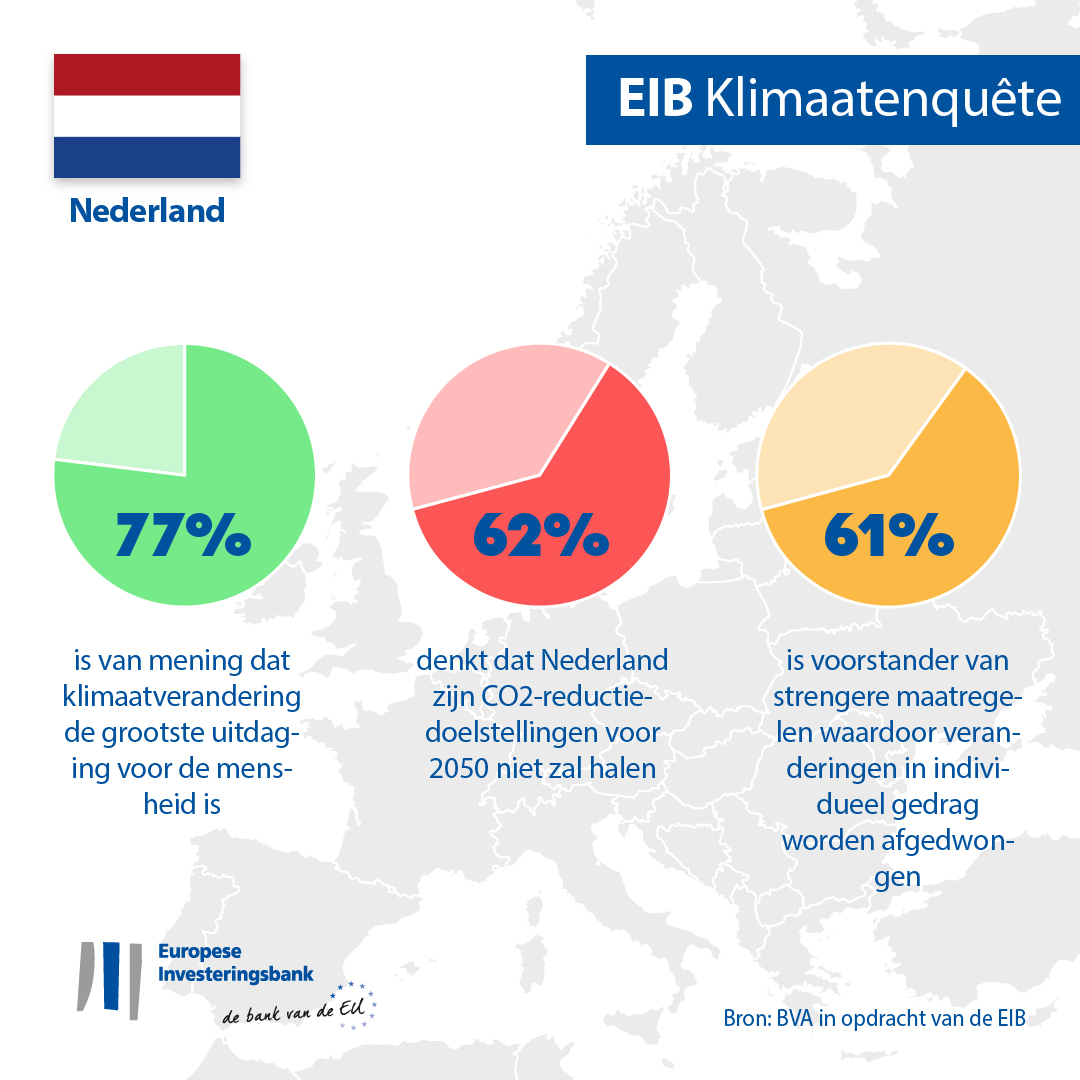 EIB Klimaatenquête
Nederland
77%
62%
61%
is van mening dat
klimaatverandering
de grootste uitdag-
ing voor de mens-
heid is
denkt dat Nederland
zijn CO2-reductie-
doelstellingen voor
2050 niet zal halen
is voorstander van
strengere maatrege-
len waardoor veran-
deringen in indivi-
dueel gedrag
worden afgedwon-
gen
Europese
Investeringsbank
de bank van de EU
Bron: BVA in opdracht van de EIB